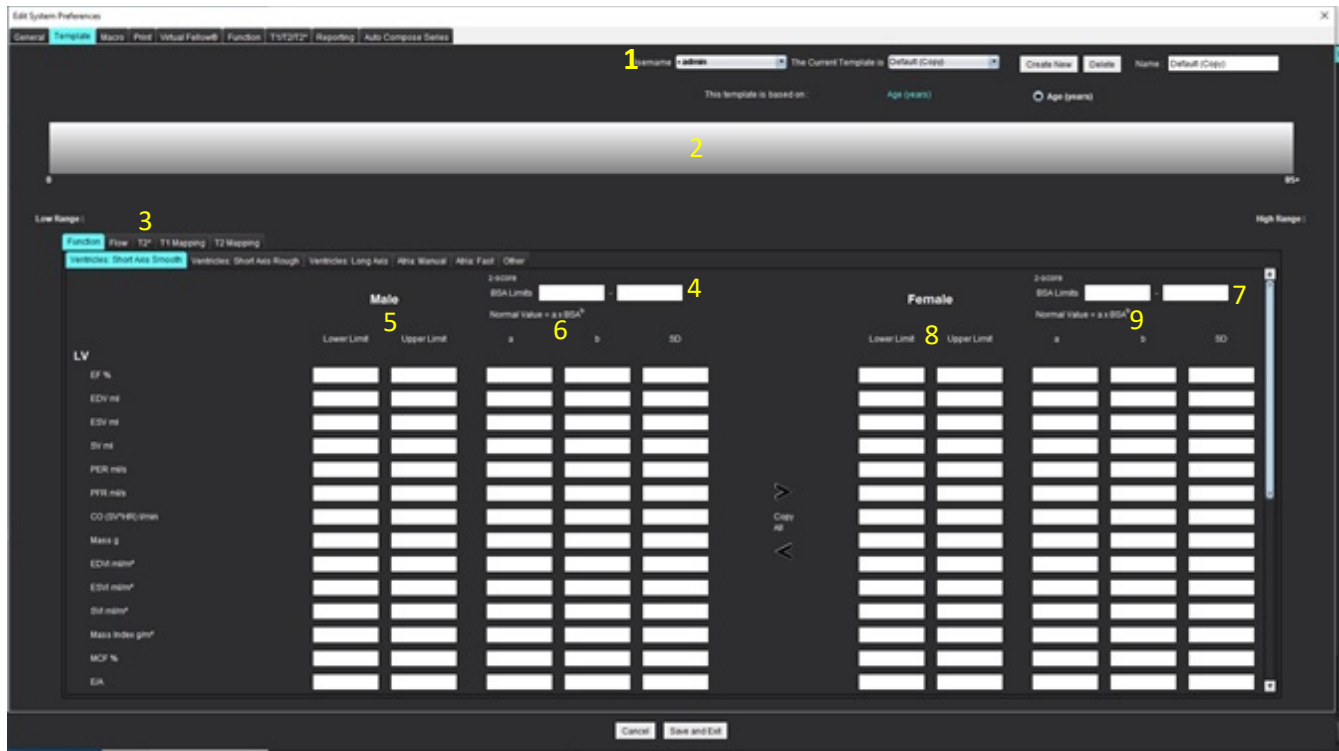 Edit System Preferences
General Template Macro Print Virtual Fellow® Function T1/T2/T2* Reporting Auto Compose Series
1 Username admin The Current Template is Default (Copy) Create New Delete Name Default (Copy)
This template is based on : Age (years) Age (years)
2
0 85+
Low Range : High Range :
3
Function Flow T2* T1 Mapping T2 Mapping
Ventricles: Short Axis Smooth Ventricles: Short Axis Rough Ventricles: Long Axis Atria: Manual Atria: Fast Other
z-score z-score
Male BSA Limits - 4 Female BSA Limits - 7
5 Normal Value = a x BSA^b 6 Normal Value = a x BSA^b 9
Lower Limit Upper Limit a b SD Lower Limit 8 Upper Limit a b SD
LV
EF %
EDV ml
ESV ml
SV ml
PER ml/s
PFR ml/s
>
CO (SV*HR) l/min
Copy All
Mass g
<
EDVI ml/m²
ESVI ml/m²
SVI ml/m²
Mass Index g/m²
MCF %
E/A
Cancel Save and Exit